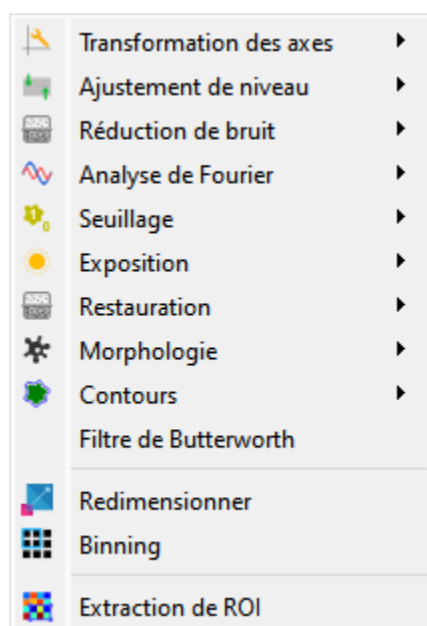 Transformation des axes
Ajustement de niveau
Réduction de bruit
Analyse de Fourier
Seuillage
Exposition
Restauration
Morphologie
Contours
Filtre de Butterworth
Redimensionner
Binning
Extraction de ROI